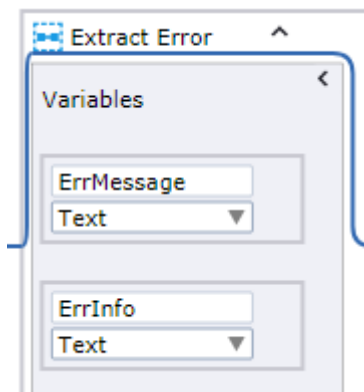 Extract Error
Variables
ErrMessage
Text
ErrInfo
Text